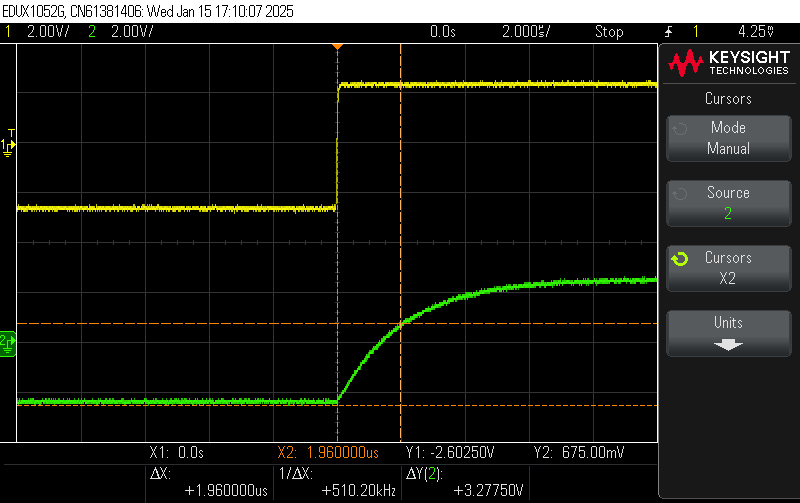 EDUX1052G, CN61381406: Wed Jan 15 17:10:07 2025
1 2.00V/ 2 2.00V/ 0.0s 2.000us/ Stop 1 4.25V
KEYSIGHT
TECHNOLOGIES
Cursors
Mode
Manual
Source
2
Cursors
X2
Units
T
1
2
X1: 0.0s X2: 1.960000us Y1: -2.60250V Y2: 675.00mV
ΔX: 1/ΔX: ΔY(2):
+1.960000us +510.20kHz +3.27750V